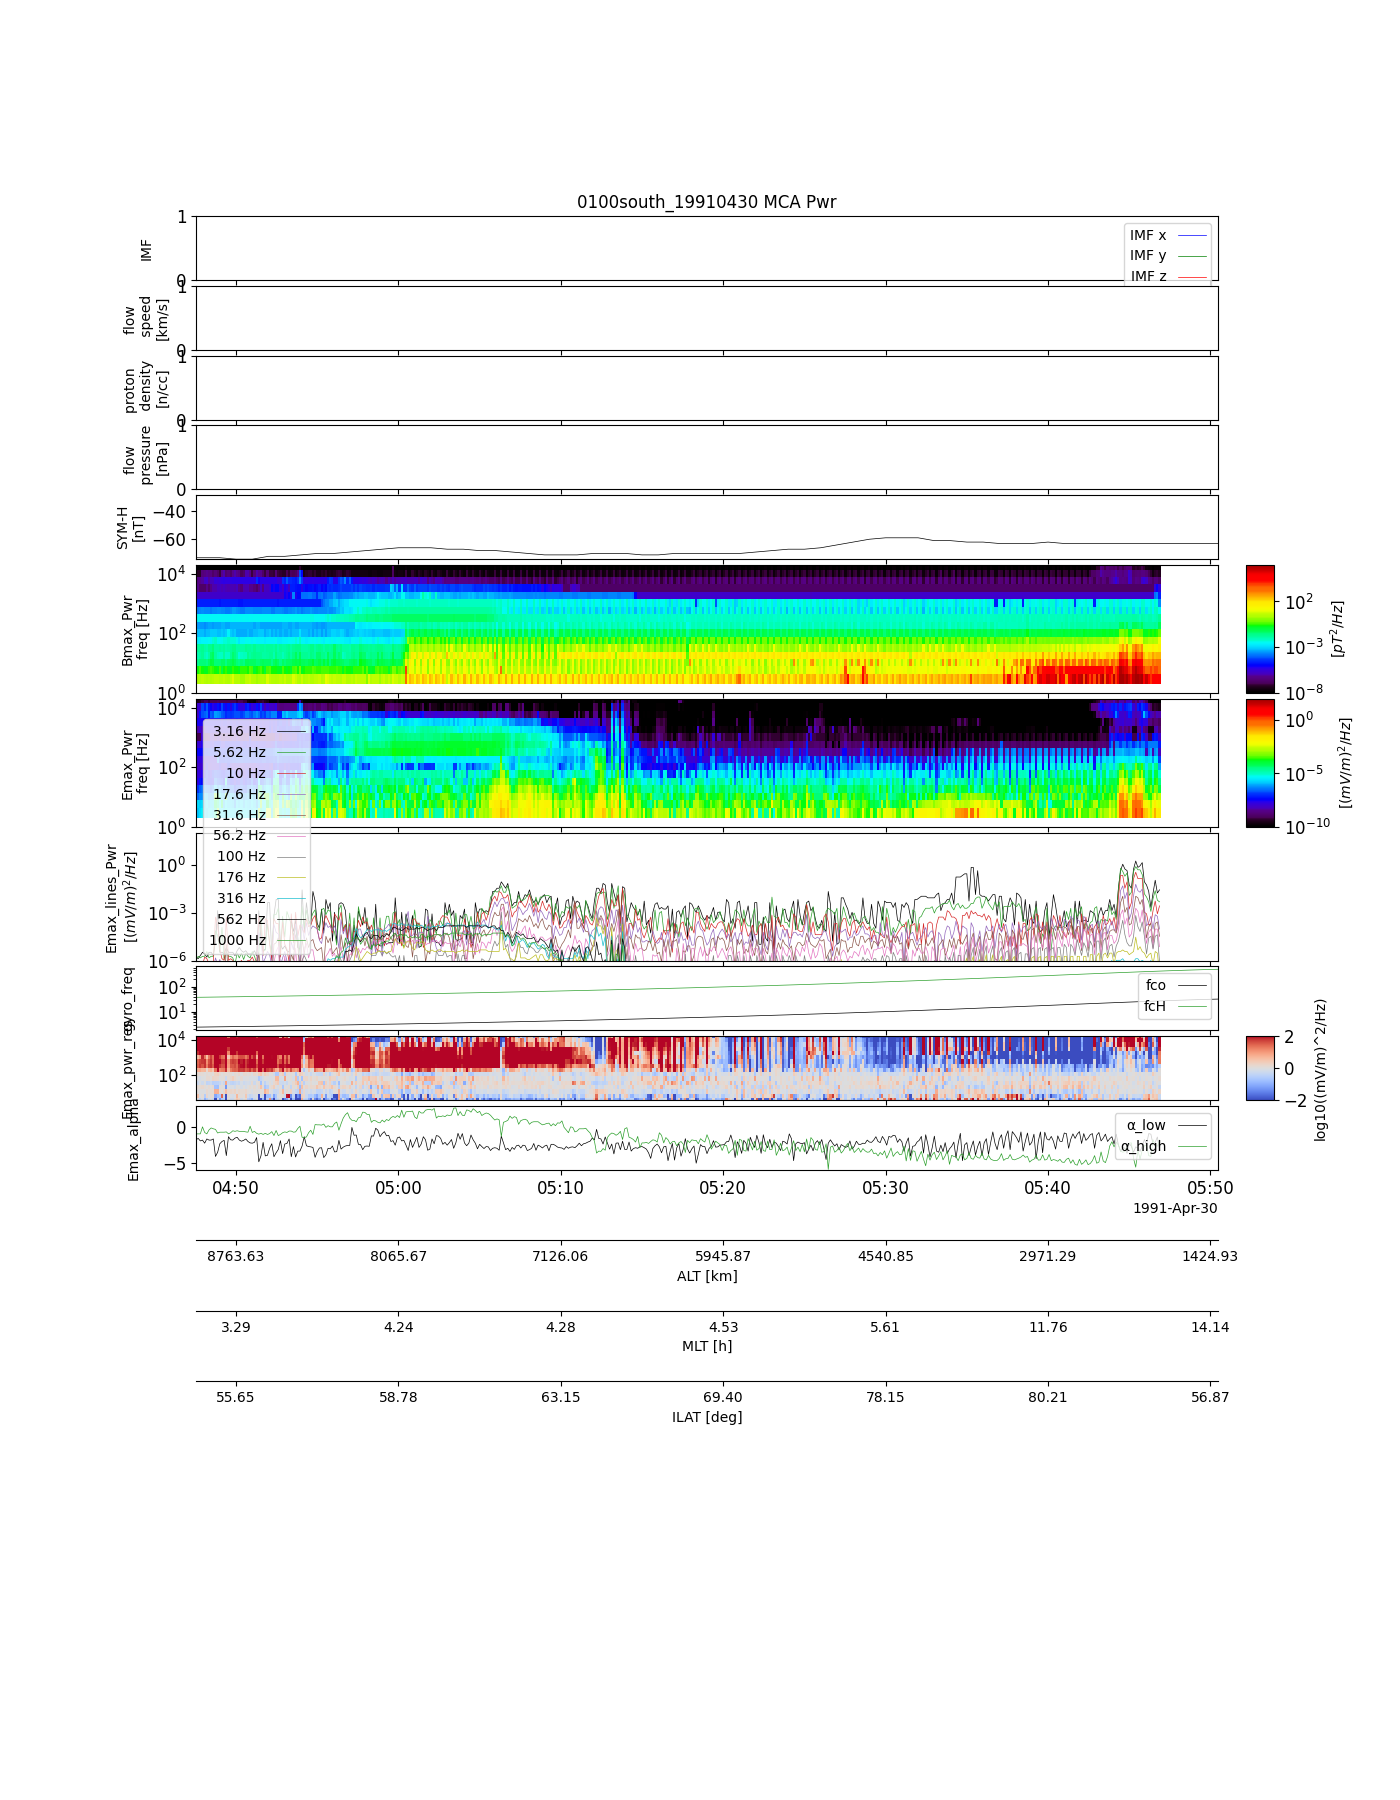 0100south_19910430 MCA Pwr
1
0
IMF
IMF x
IMF y
IMF z
1
0
flow
speed
[km/s]
1
0
proton
density
[n/cc]
1
0
flow
pressure
[nPa]
−40
−60
SYM-H
[nT]
10^4
10^2
10^0
Bmax_Pwr
freq [Hz]
10^2
10^−3
10^−8
[pT^2/Hz]
10^4
10^2
10^0
Emax_Pwr
freq [Hz]
10^0
10^−5
10^−10
[(mV/m)^2/Hz]
3.16 Hz
5.62 Hz
10 Hz
17.6 Hz
31.6 Hz
56.2 Hz
100 Hz
176 Hz
316 Hz
562 Hz
1000 Hz
10^0
10^−3
10^−6
Emax_lines_Pwr
[(mV/m)^2/Hz]
10^2
10^1
gyro_freq
fco
fcH
10^4
10^2
Emax_pwr_reg
2
0
−2
log10((mV/m)^2/Hz)
0
−5
Emax_alpha
α_low
α_high
04:50 05:00 05:10 05:20 05:30 05:40 05:50
1991-Apr-30
8763.63 8065.67 7126.06 5945.87 4540.85 2971.29 1424.93
ALT [km]
3.29 4.24 4.28 4.53 5.61 11.76 14.14
MLT [h]
55.65 58.78 63.15 69.40 78.15 80.21 56.87
ILAT [deg]